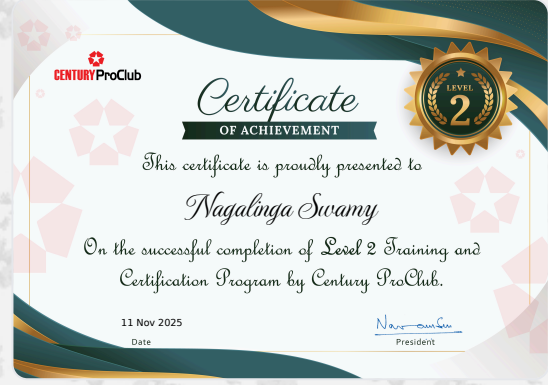 CENTURY ProClub
Certificate
OF ACHIEVEMENT
LEVEL
2
This certificate is proudly presented to
Nagalinga Swamy
On the successful completion of Level 2 Training and
Certification Program by Century ProClub.
11 Nov 2025
Date
President